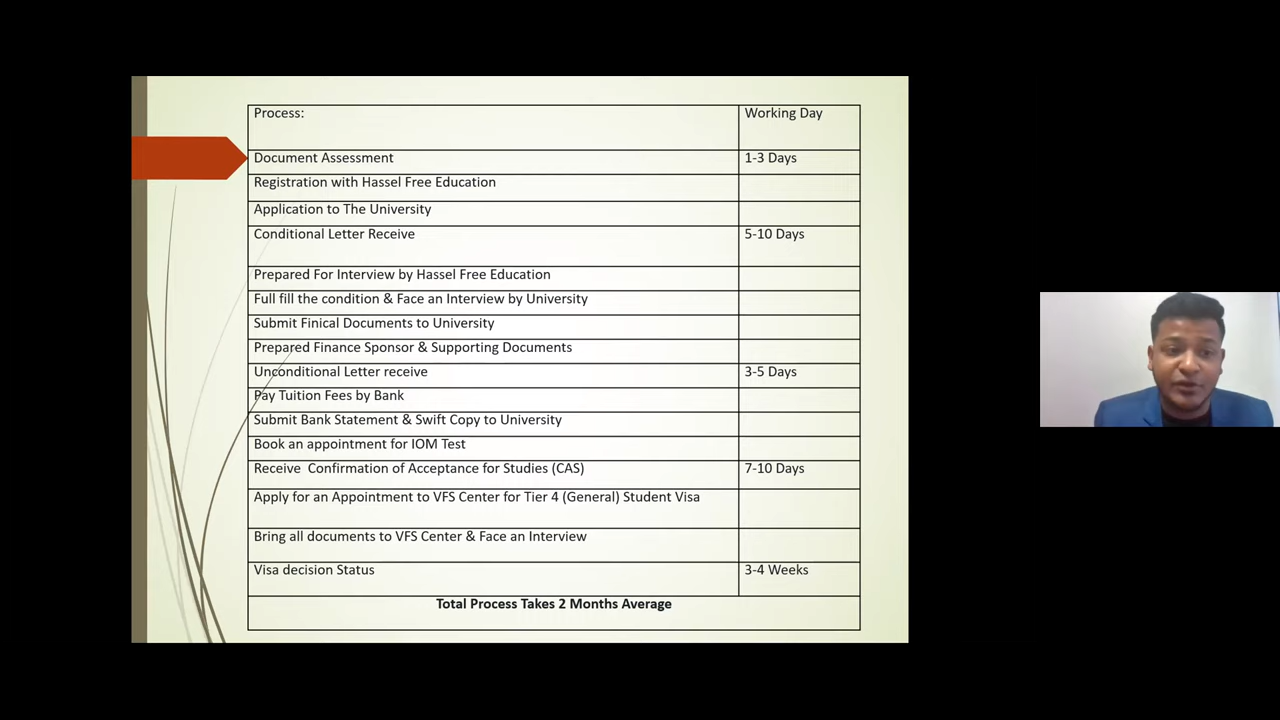 Process: Working Day
Document Assessment 1-3 Days
Registration with Hassel Free Education
Application to The University
Conditional Letter Receive 5-10 Days
Prepared For Interview by Hassel Free Education
Full fill the condition & Face an Interview by University
Submit Finical Documents to University
Prepared Finance Sponsor & Supporting Documents
Unconditional Letter receive 3-5 Days
Pay Tuition Fees by Bank
Submit Bank Statement & Swift Copy to University
Book an appointment for IOM Test
Receive Confirmation of Acceptance for Studies (CAS) 7-10 Days
Apply for an Appointment to VFS Center for Tier 4 (General) Student Visa
Bring all documents to VFS Center & Face an Interview
Visa decision Status 3-4 Weeks
Total Process Takes 2 Months Average